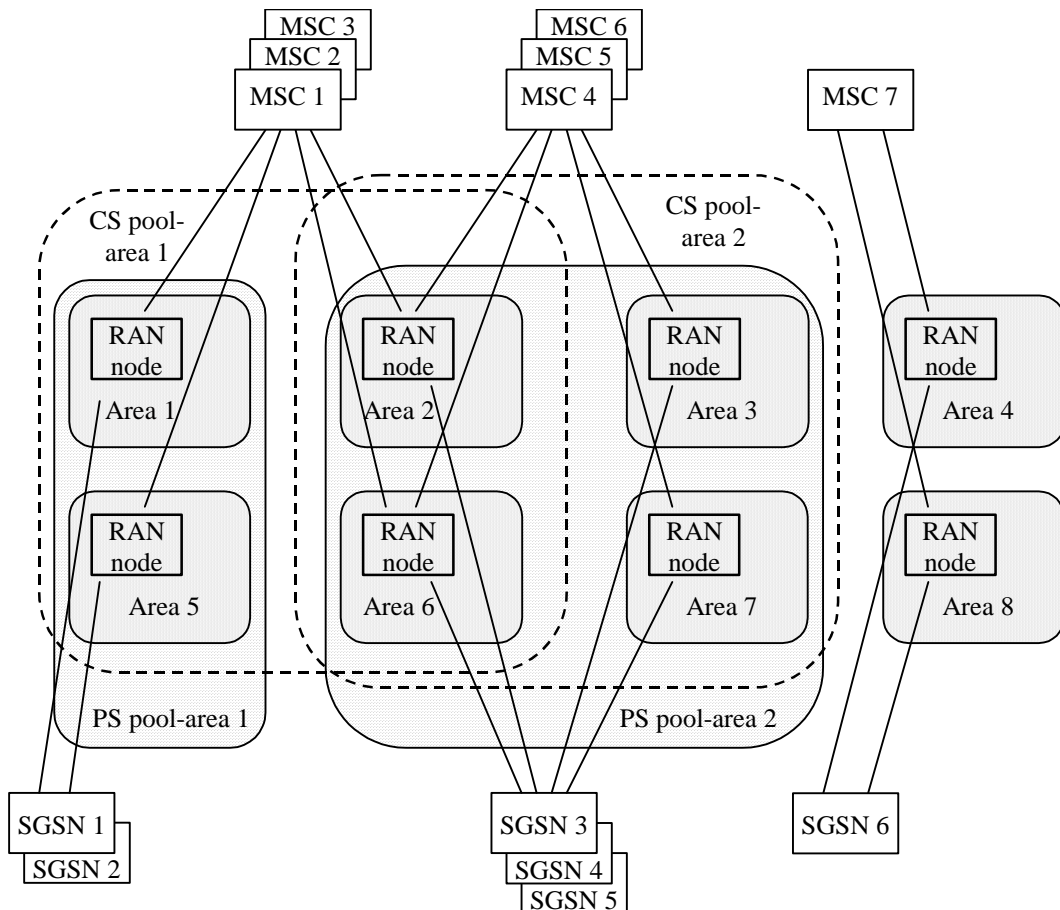 MSC 3
MSC 2
MSC 1
MSC 6
MSC 5
MSC 4
MSC 7
CS pool-
area 1
CS pool-
area 2
RAN
node
Area 1
RAN
node
Area 2
RAN
node
Area 3
RAN
node
Area 4
RAN
node
Area 5
RAN
node
Area 6
RAN
node
Area 7
RAN
node
Area 8
PS pool-area 1
PS pool-area 2
SGSN 1
SGSN 2
SGSN 3
SGSN 4
SGSN 5
SGSN 6